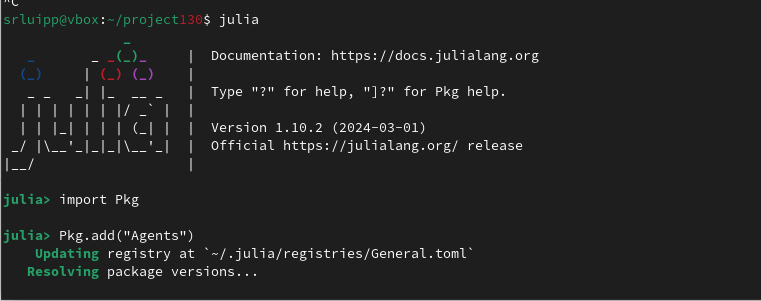 ^C
srluipp@vbox:~/project130$ julia
               _
   _       _ _(_)_     |  Documentation: https://docs.julialang.org
  (_)     | (_) (_)    |
   _ _   _| |_  __ _   |  Type "?" for help, "]?" for Pkg help.
  | | | | | | |/ _` |  |
  | | |_| | | | (_| |  |  Version 1.10.2 (2024-03-01)
 _/ |\__'_|_|_|\__'_|  |  Official https://julialang.org/ release
|__/                   |
julia> import Pkg
julia> Pkg.add("Agents")
    Updating registry at `~/.julia/registries/General.toml`
   Resolving package versions...